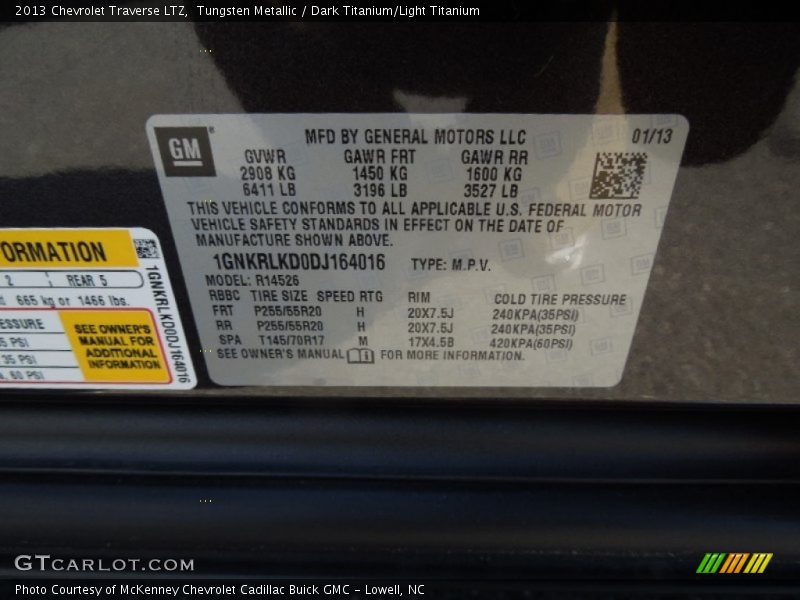 2013 Chevrolet Traverse LTZ, Tungsten Metallic / Dark Titanium/Light Titanium
GM
MFD BY GENERAL MOTORS LLC 01/13
GVWR GAWR FRT GAWR RR
2908 KG 1450 KG 1600 KG
6411 LB 3196 LB 3527 LB
THIS VEHICLE CONFORMS TO ALL APPLICABLE U.S. FEDERAL MOTOR
VEHICLE SAFETY STANDARDS IN EFFECT ON THE DATE OF
MANUFACTURE SHOWN ABOVE.
1GNKRLKD0DJ164016 TYPE: M.P.V.
MODEL: R14526
RBBC TIRE SIZE SPEED RTG RIM COLD TIRE PRESSURE
FRT P255/55R20 H 20X7.5J 240KPA(35PSI)
RR P255/55R20 H 20X7.5J 240KPA(35PSI)
SPA T145/70R17 M 17X4.5B 420KPA(60PSI)
SEE OWNER'S MANUAL FOR MORE INFORMATION.
ORMATION
2 REAR 5
665 kg or 1466 lbs.
ESSURE
5 PSI
35 PSI
60 PSI
SEE OWNER'S
MANUAL FOR
ADDITIONAL
INFORMATION
1GNKRLKD0DJ164016
GTCARLOT.COM
Photo Courtesy of McKenney Chevrolet Cadillac Buick GMC - Lowell, NC